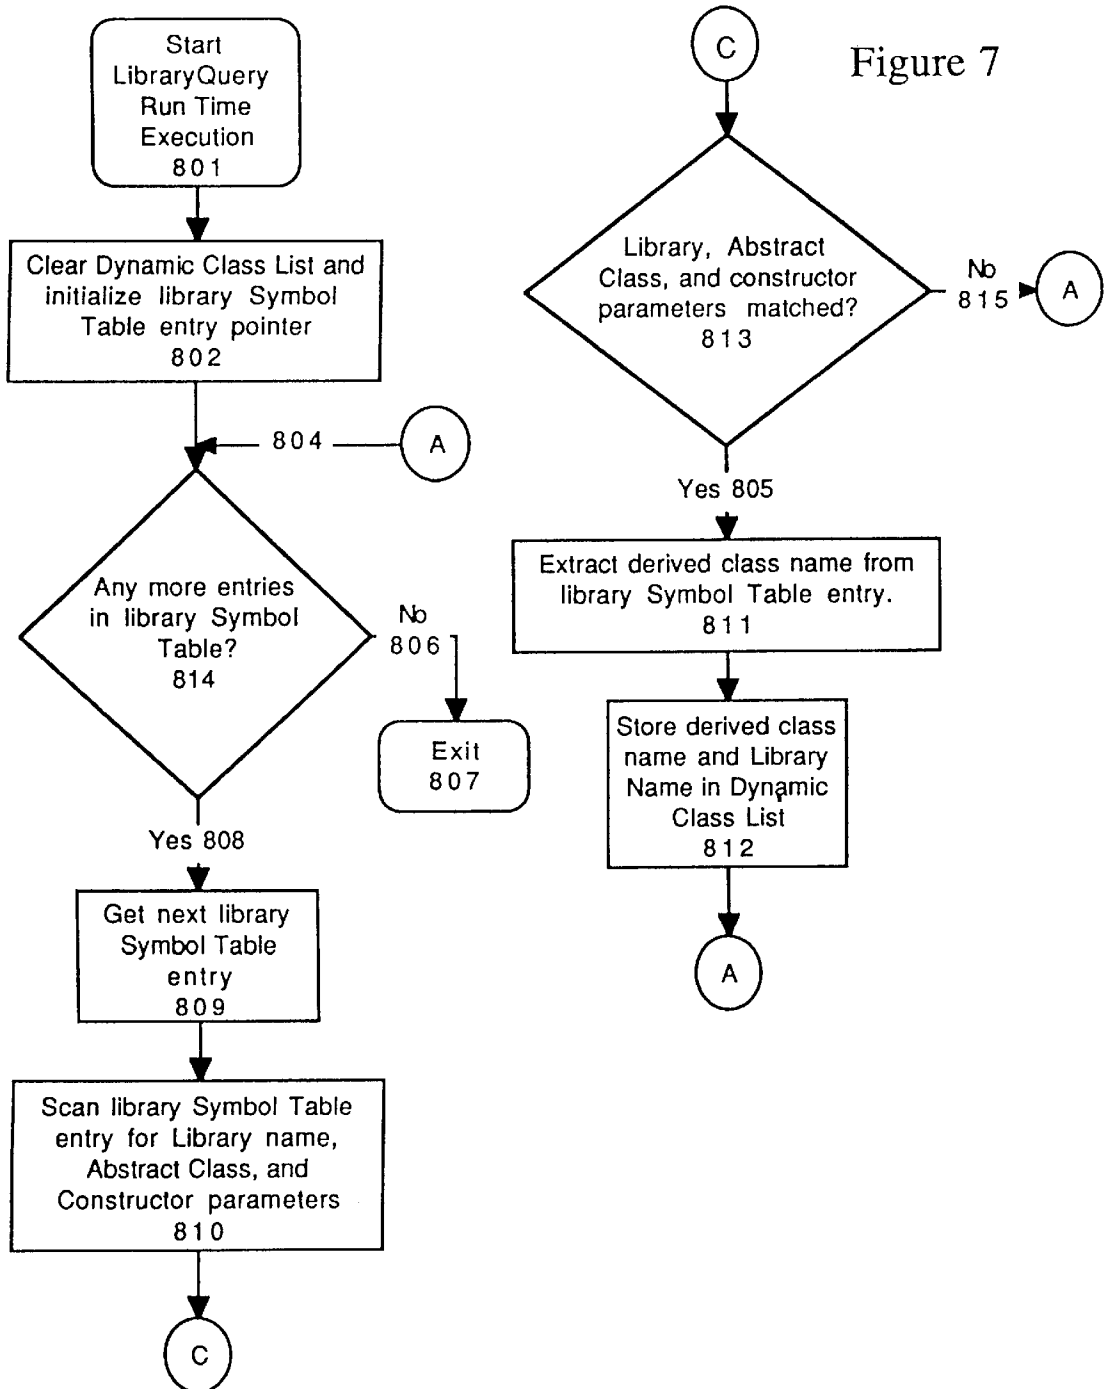 Start
LibraryQuery
Run Time
Execution
801
Clear Dynamic Class List and
initialize library Symbol
Table entry pointer
802
804
A
Any more entries
in library Symbol
Table?
814
No
806
Exit
807
Yes 808
Get next library
Symbol Table
entry
809
Scan library Symbol Table
entry for Library name,
Abstract Class, and
Constructor parameters
810
C
Figure 7
C
Library, Abstract
Class, and constructor
parameters matched?
813
No
815
A
Yes 805
Extract derived class name from
library Symbol Table entry.
811
Store derived class
name and Library
Name in Dynamic
Class List
812
A